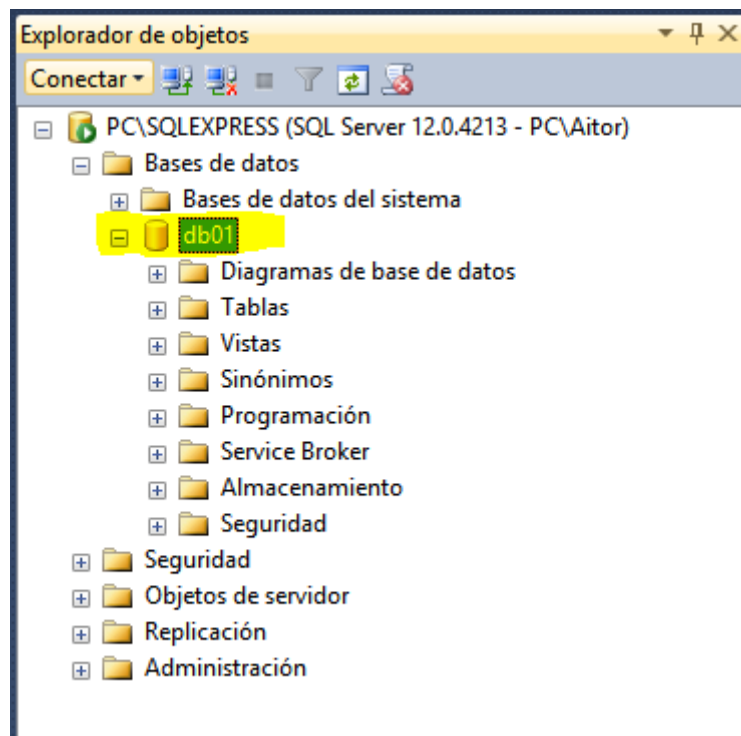 Explorador de objetos
Conectar
PC\SQLEXPRESS (SQL Server 12.0.4213 - PC\Aitor)
Bases de datos
Bases de datos del sistema
db01
Diagramas de base de datos
Tablas
Vistas
Sinónimos
Programación
Service Broker
Almacenamiento
Seguridad
Seguridad
Objetos de servidor
Replicación
Administración